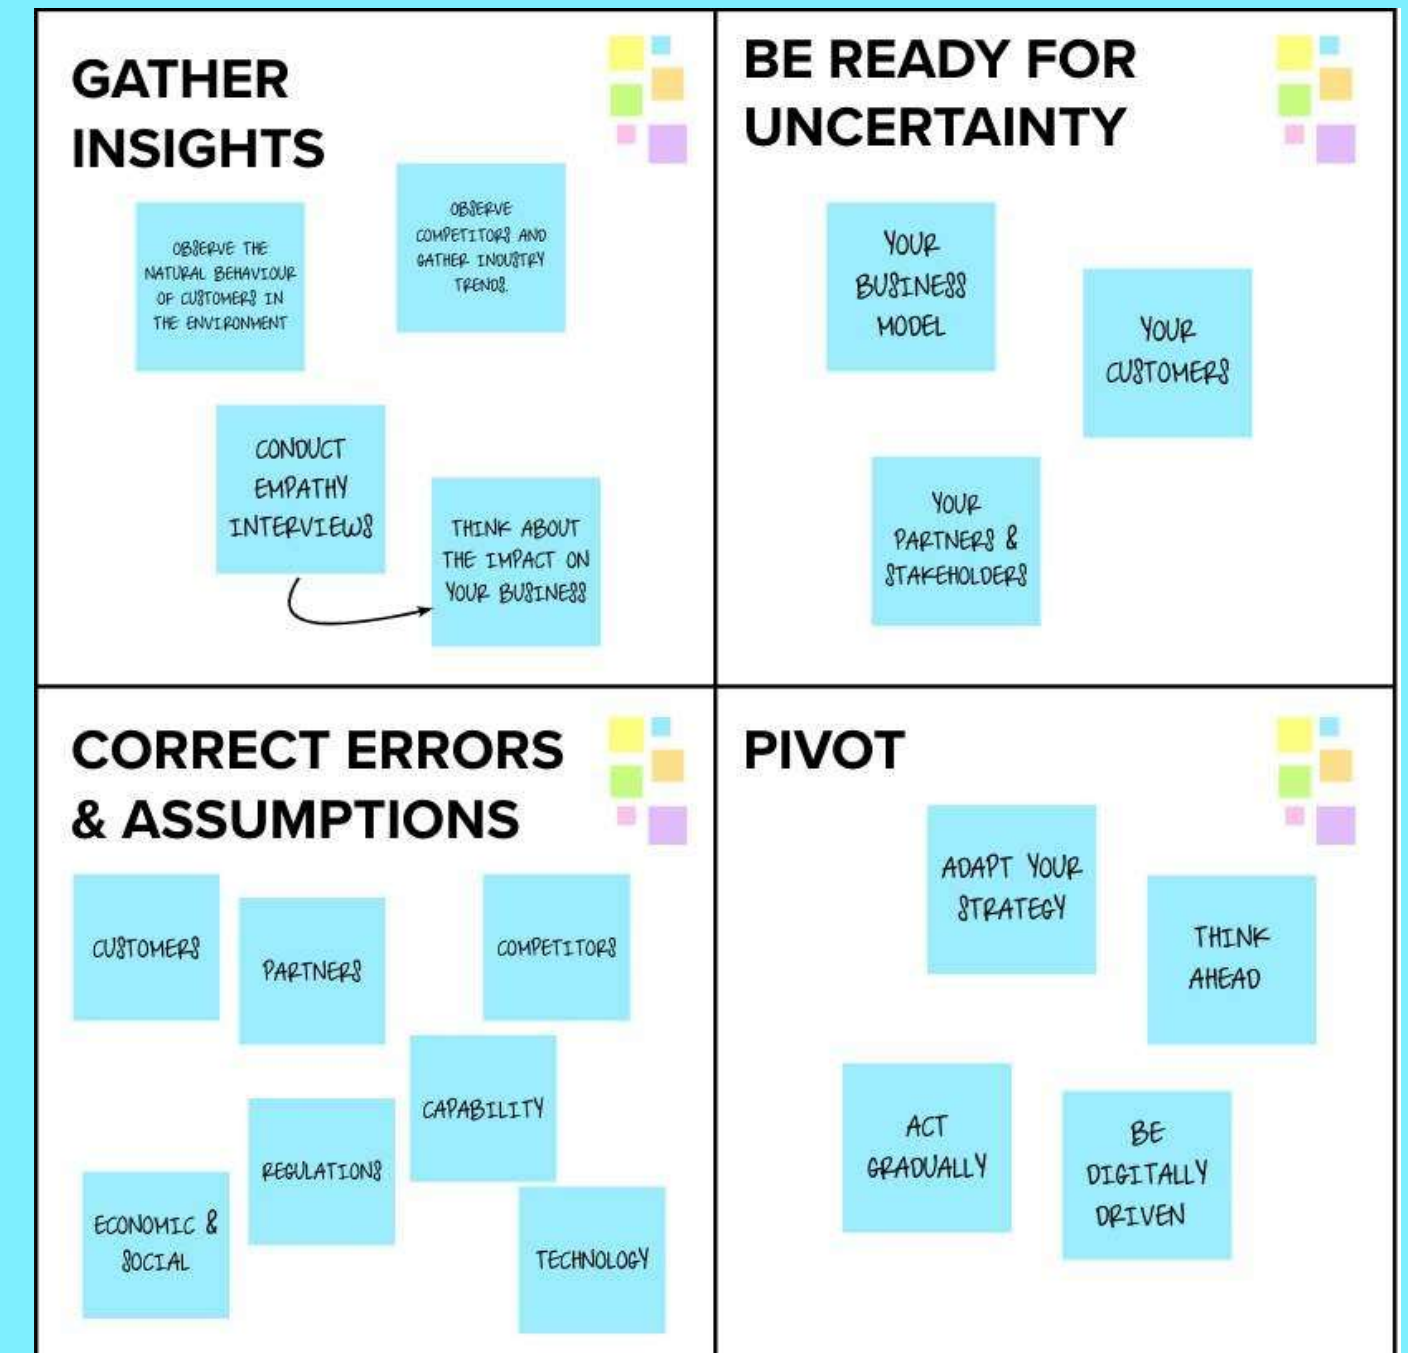 GATHER
INSIGHTS
OBSERVE THE
NATURAL BEHAVIOUR
OF CUSTOMERS IN
THE ENVIRONMENT
OBSERVE
COMPETITORS AND
GATHER INDUSTRY
TRENDS.
CONDUCT
EMPATHY
INTERVIEWS
THINK ABOUT
THE IMPACT ON
YOUR BUSINESS
BE READY FOR
UNCERTAINTY
YOUR
BUSINESS
MODEL
YOUR
CUSTOMERS
YOUR
PARTNERS &
STAKEHOLDERS
CORRECT ERRORS
& ASSUMPTIONS
CUSTOMERS
PARTNERS
COMPETITORS
CAPABILITY
REGULATIONS
ECONOMIC &
SOCIAL
TECHNOLOGY
PIVOT
ADAPT YOUR
STRATEGY
THINK
AHEAD
ACT
GRADUALLY
BE
DIGITALLY
DRIVEN